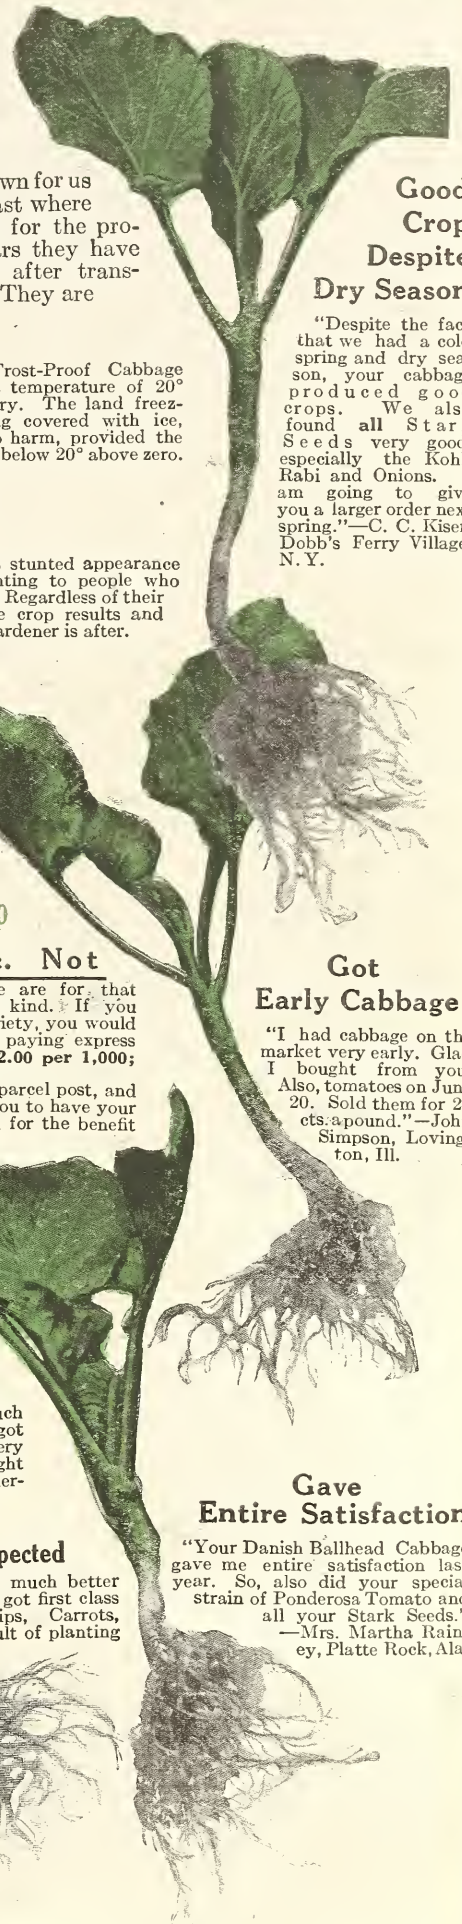 wn for us
ast where
for the pro-
rs they have
after trans-
They are
rost-Proof Cabbage
temperature of 20°
ry. The land freez-
g covered with ice,
harm, provided the
below 20° above zero.
stunted appearance
ting to people who
Regardless of their
e crop results and
ardener is after.
Good
Crop
Despite
Dry Season
"Despite the fac
that we had a col
spring and dry sea
son, your cabbag
produced goo
crops. We als
found all Star
Seeds very good
especially the Koh
Rabi and Onions.
am going to giv
you a larger order nex
spring."—C. C. Kiser
Dobb's Ferry Village
N. Y.
0
. Not
e are for that
kind. If you
iety, you would
paying express
2.00 per 1,000;
parcel post, and
ou to have your
for the benefit
Got
Early Cabbage
"I had cabbage on th
market very early. Gla
I bought from you
Also, tomatoes on Jun
20. Sold them for 2
cts. a pound."—Joh
Simpson, Loving
ton, Ill.
ich
got
ery
ght
er-
pected
much better
got first class
ips, Carrots,
ult of planting
Gave
Entire Satisfaction
"Your Danish Ballhead Cabbag
gave me entire satisfaction las
year. So, also did your specia
strain of Ponderosa Tomato and
all your Stark Seeds."
—Mrs. Martha Rain
ey, Platte Rock, Ala